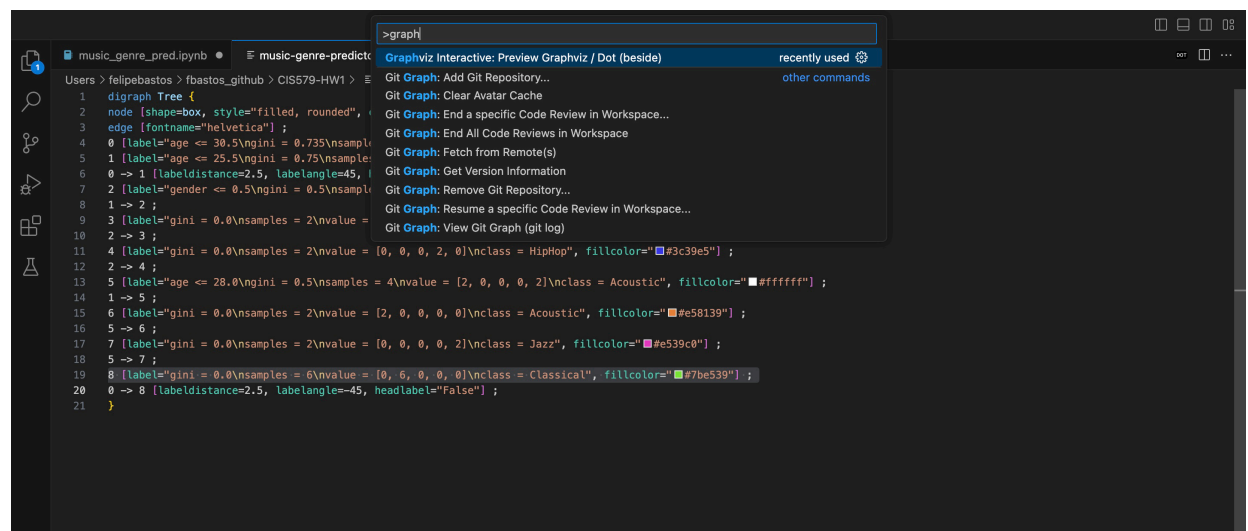 >graph
music_genre_pred.ipynb
music-genre-predicto
Graphviz Interactive: Preview Graphviz / Dot (beside) recently used
DOT
Users > felipebastos > fbastos_github > CIS579-HW1 >
Git Graph: Add Git Repository... other commands
Git Graph: Clear Avatar Cache
Git Graph: End a specific Code Review in Workspace...
Git Graph: End All Code Reviews in Workspace
Git Graph: Fetch from Remote(s)
Git Graph: Get Version Information
Git Graph: Remove Git Repository...
Git Graph: Resume a specific Code Review in Workspace...
Git Graph: View Git Graph (git log)
1
1 digraph Tree {
2 node [shape=box, style="filled, rounded",
3 edge [fontname="helvetica"] ;
4 0 [label="age <= 30.5\ngini = 0.735\nsampl
5 1 [label="age <= 25.5\ngini = 0.75\nsamples
6 0 -> 1 [labeldistance=2.5, labelangle=45,
7 2 [label="gender <= 0.5\ngini = 0.5\nsampl
8 1 -> 2 ;
9 3 [label="gini = 0.0\nsamples = 2\nvalue =
10 2 -> 3 ;
11 4 [label="gini = 0.0\nsamples = 2\nvalue = [0, 0, 0, 2, 0]\nclass = HipHop", fillcolor="#3c39e5"] ;
12 2 -> 4 ;
13 5 [label="age <= 28.0\ngini = 0.5\nsamples = 4\nvalue = [2, 0, 0, 0, 2]\nclass = Acoustic", fillcolor="#ffffff"] ;
14 1 -> 5 ;
15 6 [label="gini = 0.0\nsamples = 2\nvalue = [2, 0, 0, 0, 0]\nclass = Acoustic", fillcolor="#e58139"] ;
16 5 -> 6 ;
17 7 [label="gini = 0.0\nsamples = 2\nvalue = [0, 0, 0, 0, 2]\nclass = Jazz", fillcolor="#e539c0"] ;
18 5 -> 7 ;
19 8 [label="gini = 0.0\nsamples = 6\nvalue = [0, 6, 0, 0, 0]\nclass = Classical", fillcolor="#7be539"] ;
20 0 -> 8 [labeldistance=2.5, labelangle=-45, headlabel="False"] ;
21 }